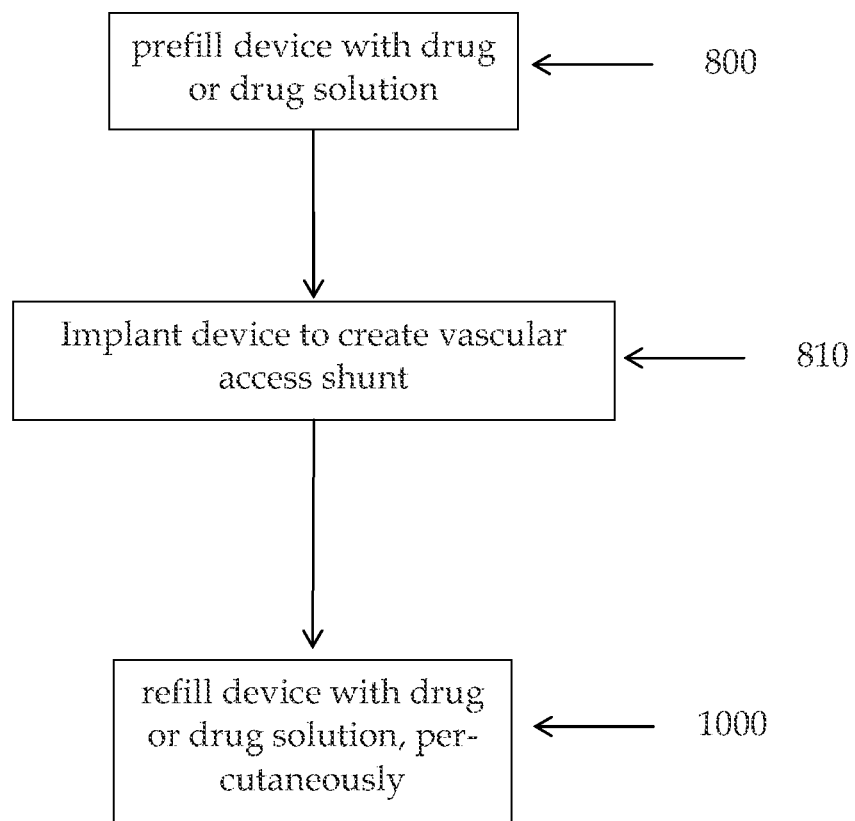 prefill device with drug
or drug solution
800
Implant device to create vascular
access shunt
810
refill device with drug
or drug solution, per-
cutaneously
1000